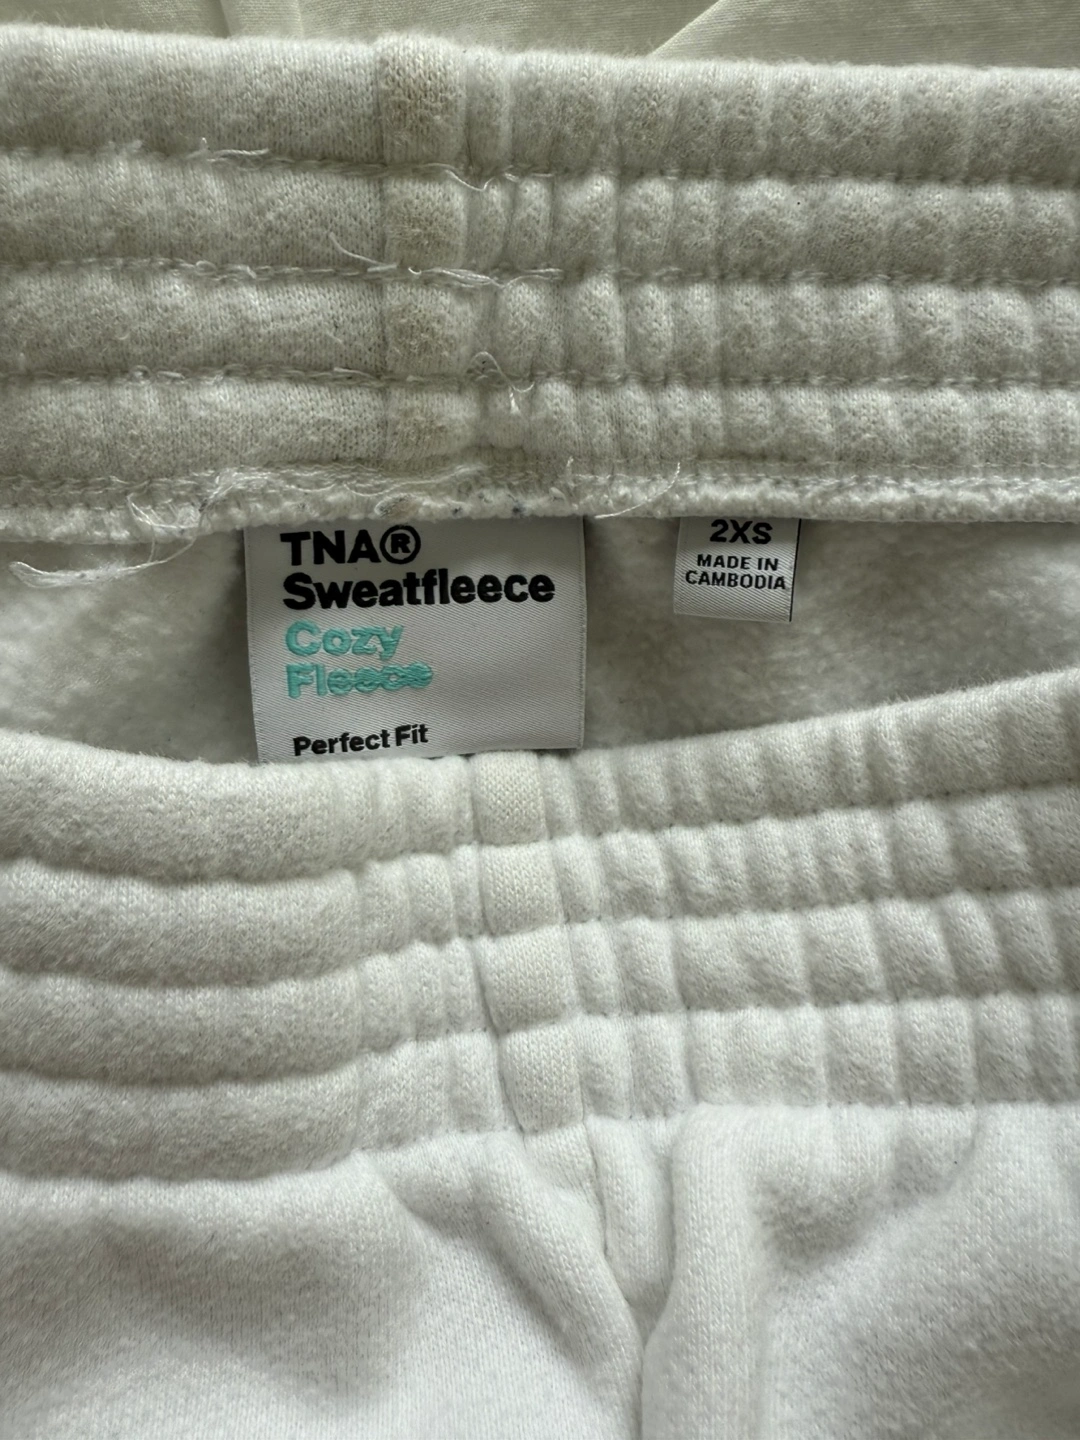 TNA®
Sweatfleece
Cozy
Fleece
Perfect Fit
2XS
MADE IN
CAMBODIA